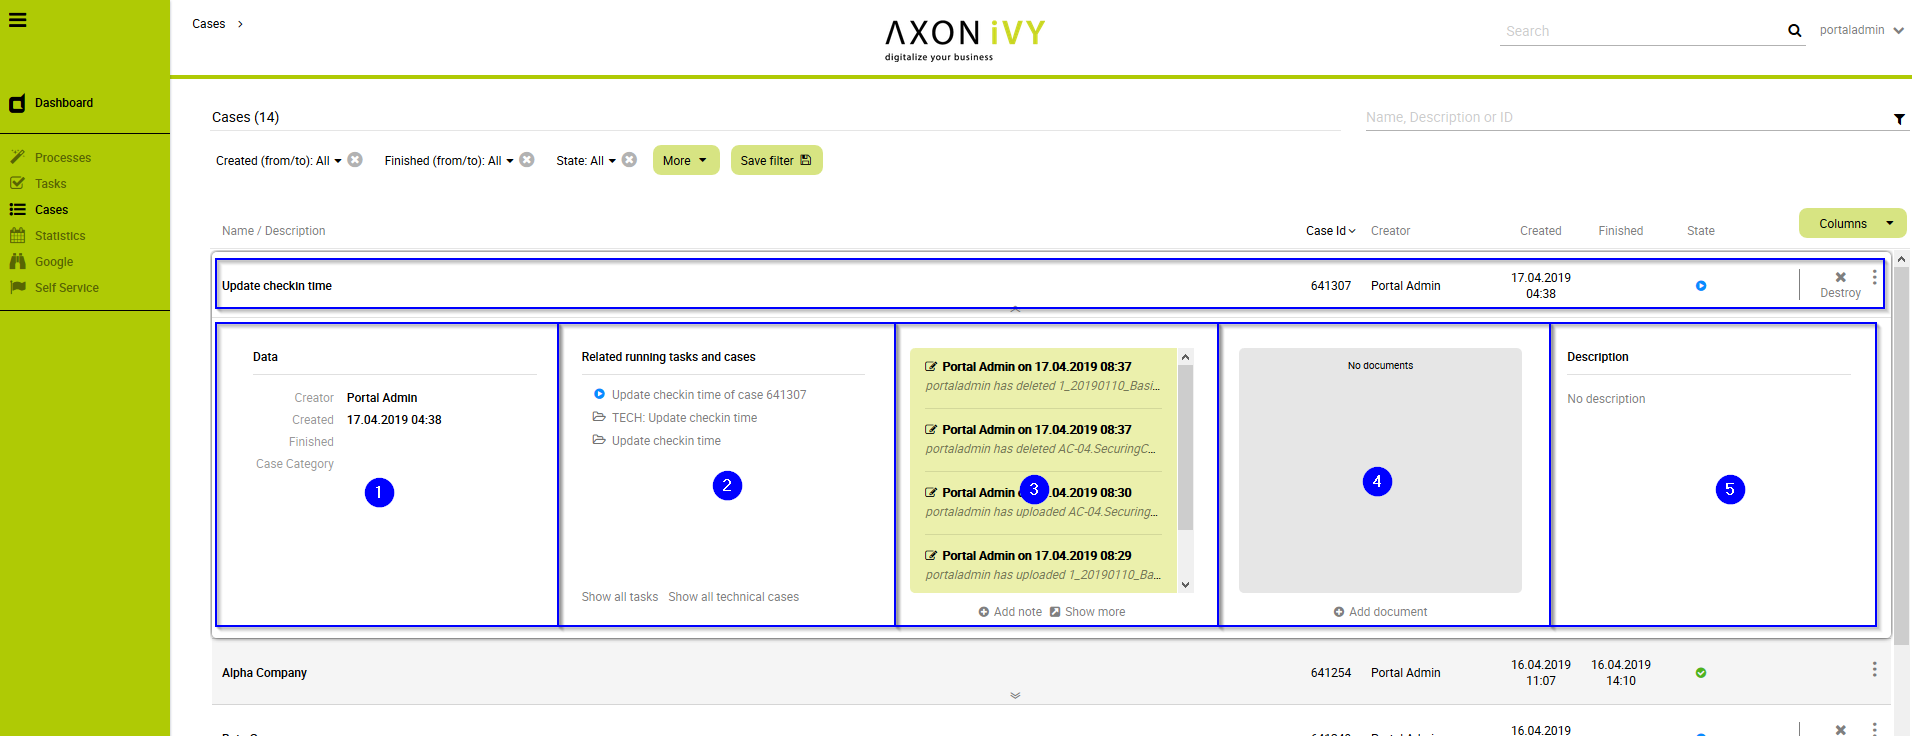 Cases
AXON iVY
digitalize your business
Search
portaladmin
Dashboard
Processes
Tasks
Cases
Statistics
Google
Self Service
Cases (14)
Name, Description or ID
Created (from/to): All
Finished (from/to): All
State: All
More
Save filter
Columns
Name / Description
Case Id
Creator
Created
Finished
State
Update checkin time
641307
Portal Admin
17.04.2019
04:38
Destroy
Data
Creator Portal Admin
Created 17.04.2019 04:38
Finished
Case Category
1
Related running tasks and cases
Update checkin time of case 641307
TECH: Update checkin time
Update checkin time
2
Show all tasks Show all technical cases
Portal Admin on 17.04.2019 08:37
portaladmin has deleted 1_20190110_Basi...
Portal Admin on 17.04.2019 08:37
portaladmin has deleted AC-04.SecuringC...
Portal Admin 17.04.2019 08:30
3
portaladmin has uploaded AC-04.Securing...
Portal Admin on 17.04.2019 08:29
portaladmin has uploaded 1_20190110_Ba...
Add note Show more
No documents
4
Add document
Description
No description
5
Alpha Company
641254
Portal Admin
16.04.2019
11:07
16.04.2019
14:10
16.04.2019